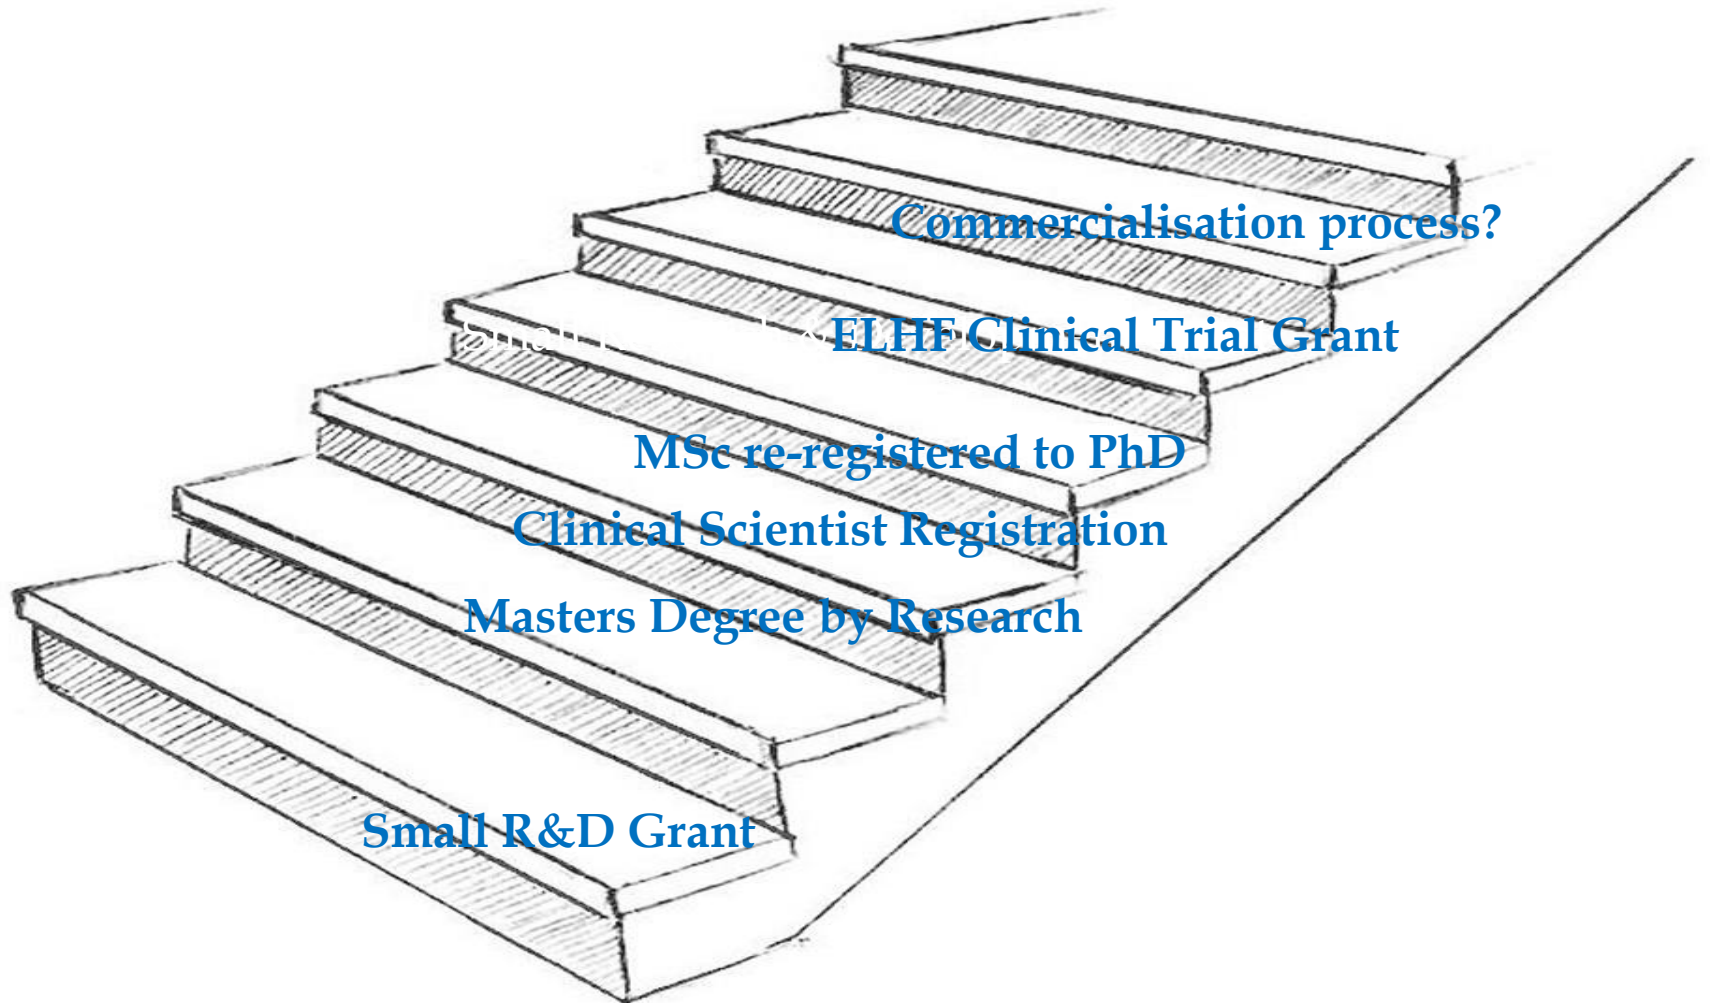 Commercialisation process?
ELHF Clinical Trial Grant
MSc re-registered to PhD
Clinical Scientist Registration
Masters Degree by Research
Small R&D Grant